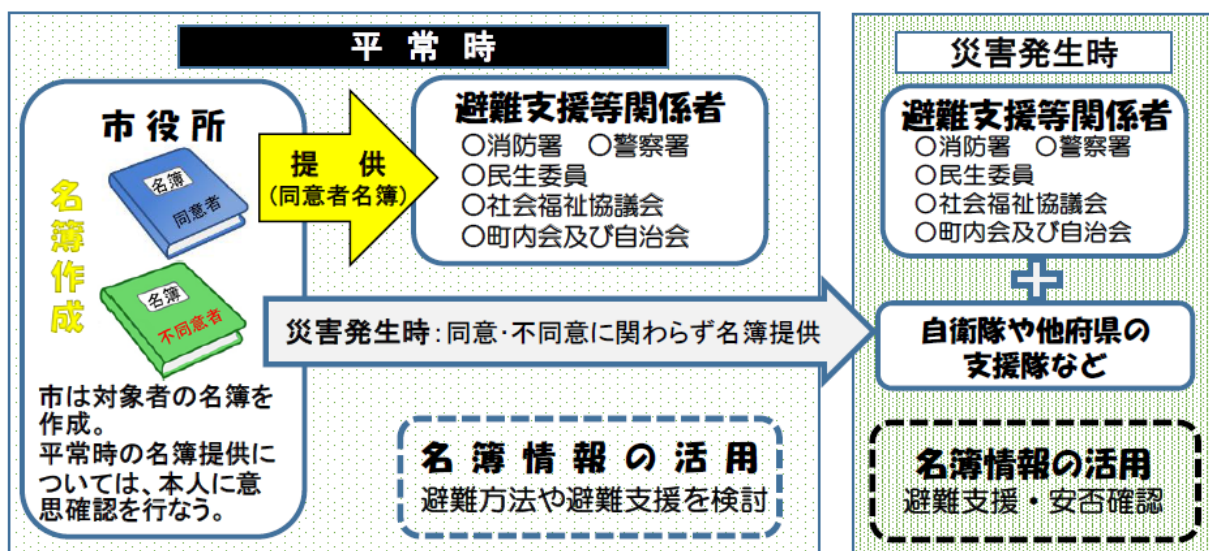 平常時
市役所
名簿作成
名簿
同意者
名簿
不同意者
市は対象者の名簿を
作成。
平常時の名簿提供に
ついては、本人に意
思確認を行なう。
提 供
(同意者名簿)
避難支援等関係者
○消防署 ○警察署
○民生委員
○社会福祉協議会
○町内会及び自治会
災害発生時:同意・不同意に関わらず名簿提供
名簿情報の活用
避難方法や避難支援を検討
災害発生時
避難支援等関係者
○消防署 ○警察署
○民生委員
○社会福祉協議会
○町内会及び自治会
自衛隊や他府県の
支援隊など
名簿情報の活用
避難支援・安否確認